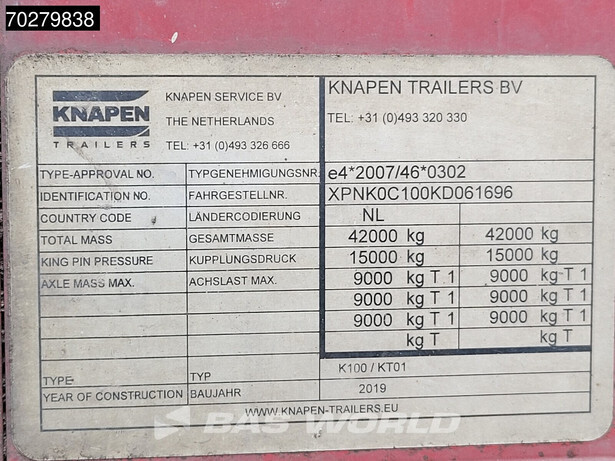 70279838
KNAPEN
TRAILERS
KNAPEN SERVICE BV
THE NETHERLANDS
TEL: +31 (0)493 326 666
KNAPEN TRAILERS BV
TEL: +31 (0)493 320 330
TYPE-APPROVAL NO. TYPGENEHMIGUNGSNR. e4*2007/46*0302
IDENTIFICATION NO. FAHRGESTELLNR. XPNK0C100KD061696
COUNTRY CODE LÄNDERCODIERUNG NL
TOTAL MASS GESAMTMASSE 42000 kg 42000 kg
KING PIN PRESSURE KUPPLUNGSDRUCK 15000 kg 15000 kg
AXLE MASS MAX. ACHSLAST MAX. 9000 kg T 1 9000 kg T 1
9000 kg T 1 9000 kg T 1
9000 kg T 1 9000 kg T 1
kg T kg T
TYPE TYP K100 / KT01
YEAR OF CONSTRUCTION BAUJAHR 2019
WWW.KNAPEN-TRAILERS.EU
BAS WORLD